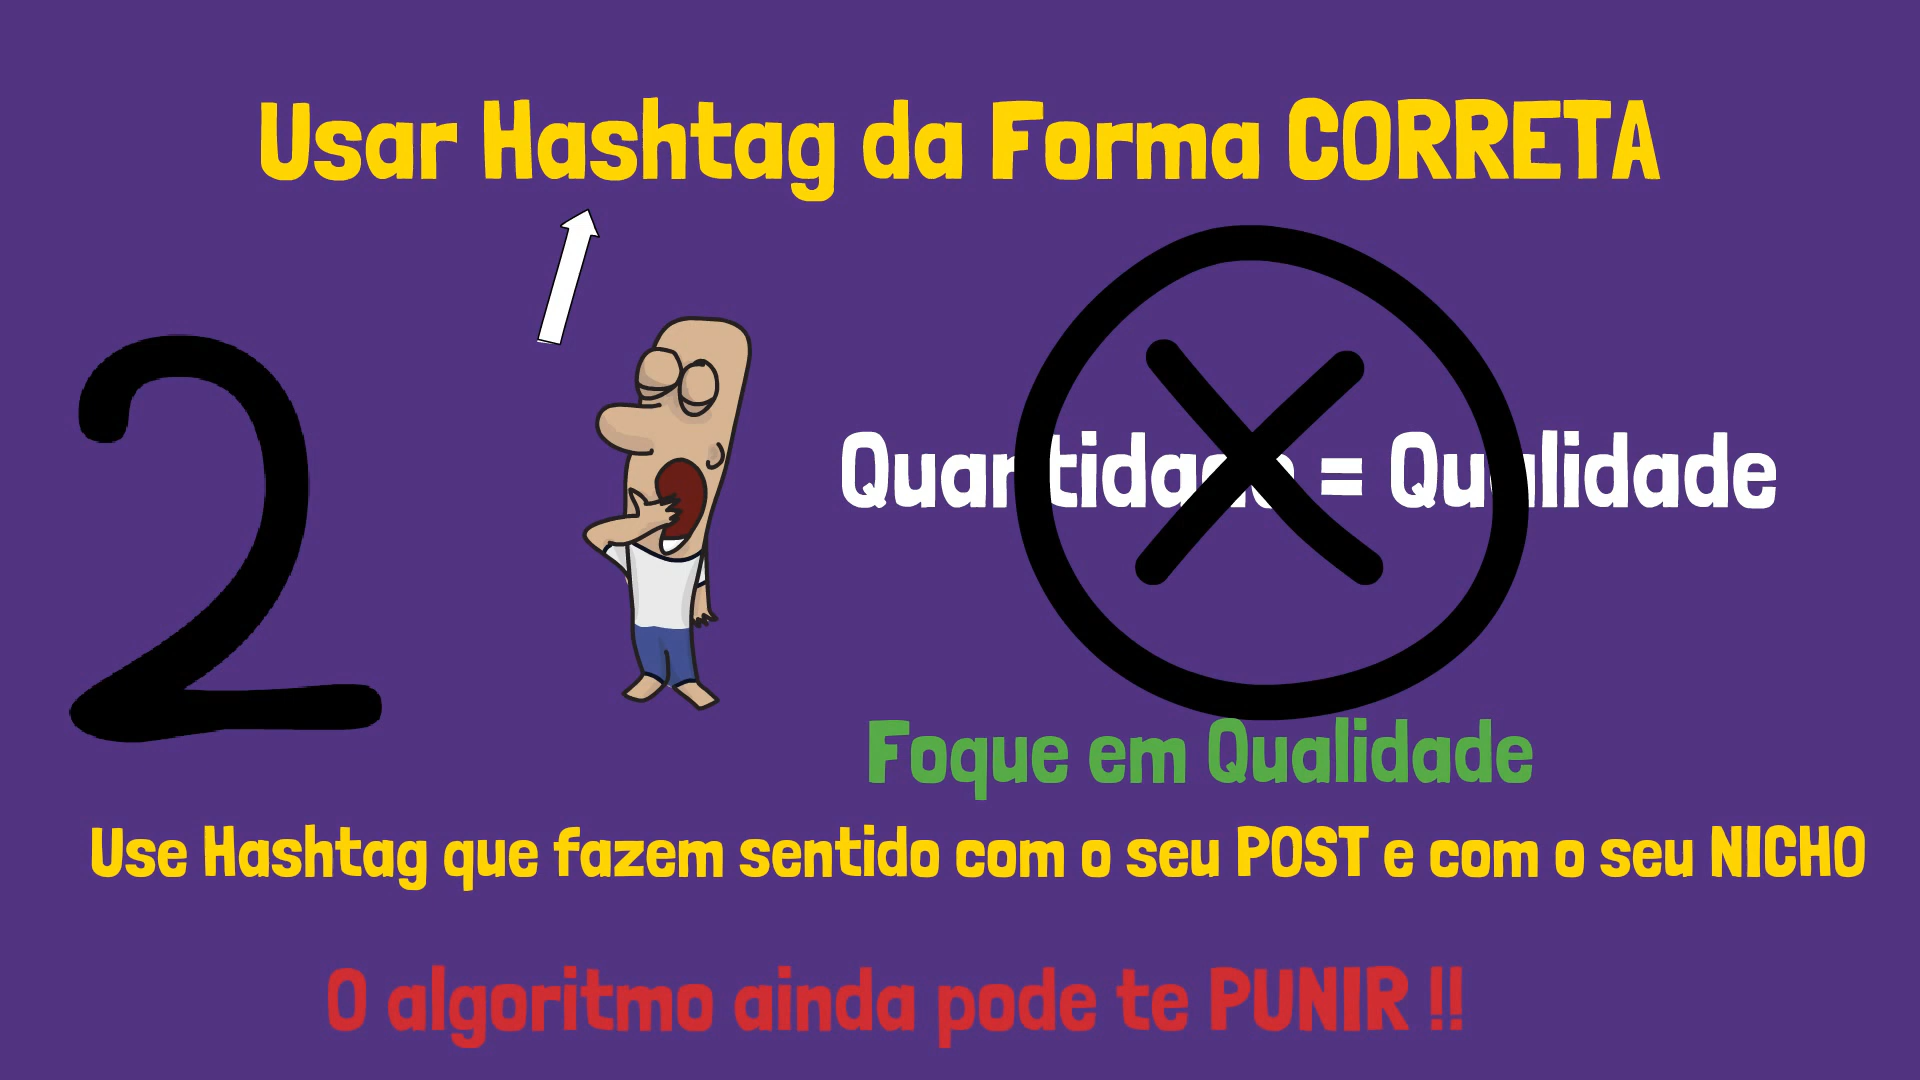 Usar Hashtag da Forma CORRETA
2
Quantidade = Qualidade
Foque em Qualidade
Use Hashtag que fazem sentido com o seu POST e com o seu NICHO
O algoritmo ainda pode te PUNIR !!